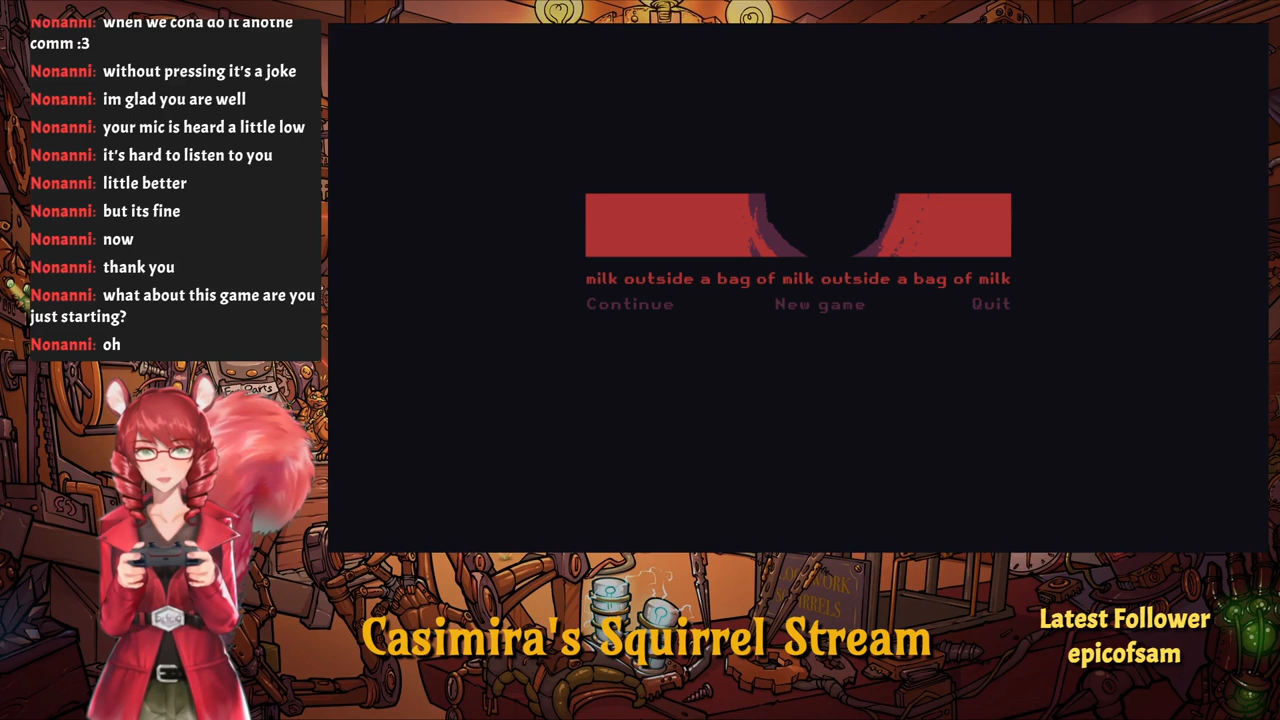 Nonanni: when we cona do it anothe
comm :3
Nonanni: without pressing it's a joke
Nonanni: im glad you are well
Nonanni: your mic is heard a little low
Nonanni: it's hard to listen to you
Nonanni: little better
Nonanni: but its fine
Nonanni: now
Nonanni: thank you
Nonanni: what about this game are you
just starting?
Nonanni: oh
milk outside a bag of milk outside a bag of milk
Continue New game Quit
Parts
Casimira's Squirrel Stream
Latest Follower
epicofsam